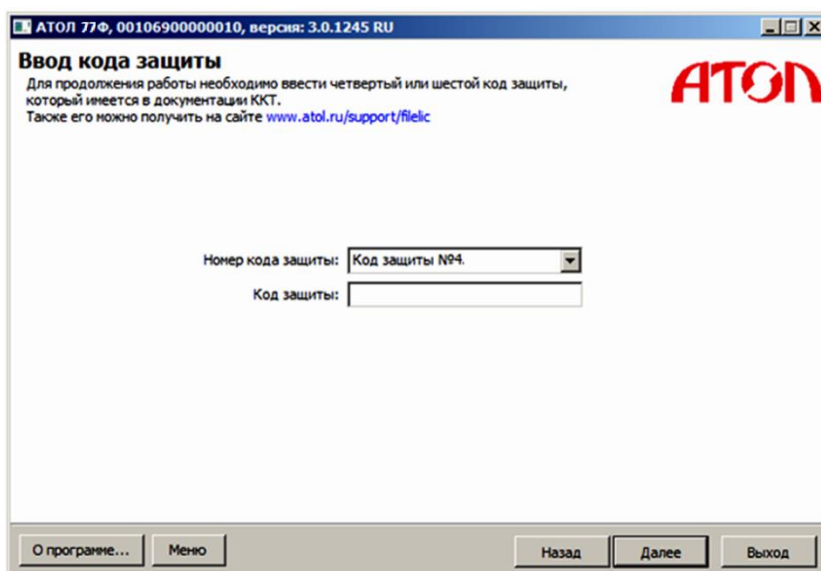 АТОЛ 77Ф, 00106900000010, версия: 3.0.1245 RU
Ввод кода защиты
Для продолжения работы необходимо ввести четвертый или шестой код защиты,
который имеется в документации ККТ.
Также его можно получить на сайте www.atol.ru/support/filelic
АТОЛ
Номер кода защиты: Код защиты №4.
Код защиты:
О программе... Меню Назад Далее Выход